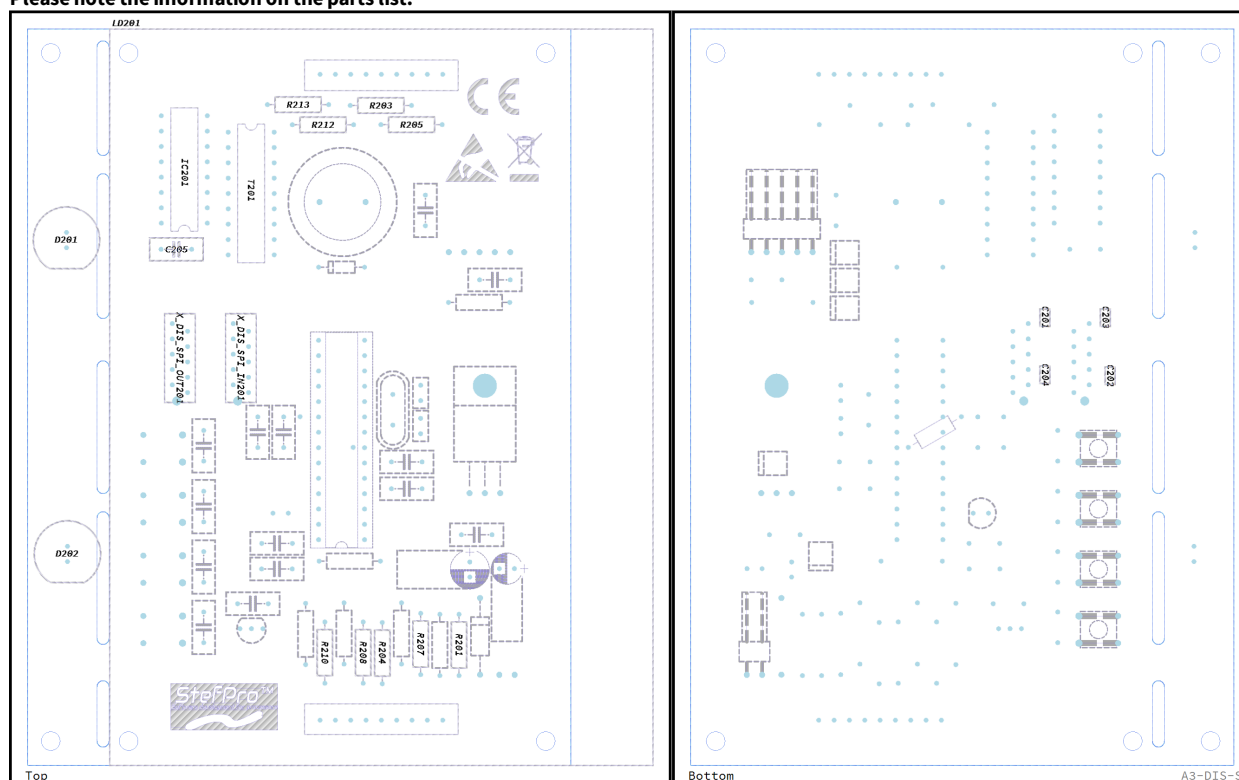 Please note the information on the parts list.
LD201
R213 R203
R212 R205
IC201
T201
D201
C205
X_DIS_SPI_OUT201
X_DIS_SPI_IN201
D202
R210
R208
R204
R207
R201
StefPro™
Top
C201
C203
C204
C202
Bottom
A3-DIS-S